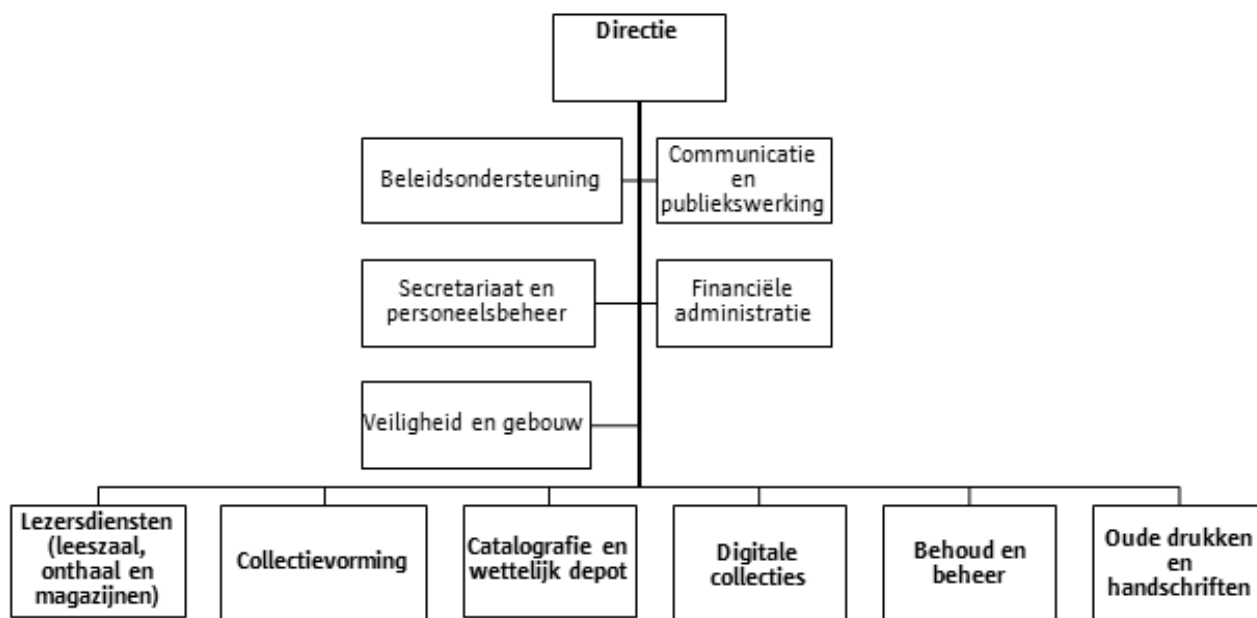 Directie
Beleidsondersteuning
Communicatie
en
publiekswerking
Secretariaat en
personeelsbeheer
Financiële
administratie
Veiligheid en gebouw
Lezersdiensten
(leeszaal,
onthaal en
magazijnen)
Collectievorming
Catalografie en
wettelijk depot
Digitale
collecties
Behoud en
beheer
Oude drukken
en
handschriften